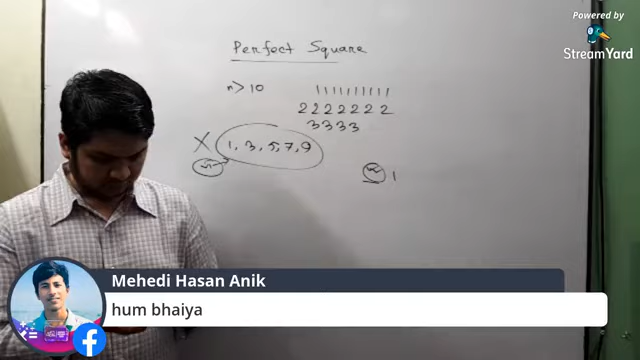 Powered by
StreamYard
Perfect Square
n > 10
1111111111
2222222
3333
X 1, 3, 5, 7, 9
1
Mehedi Hasan Anik
hum bhaiya